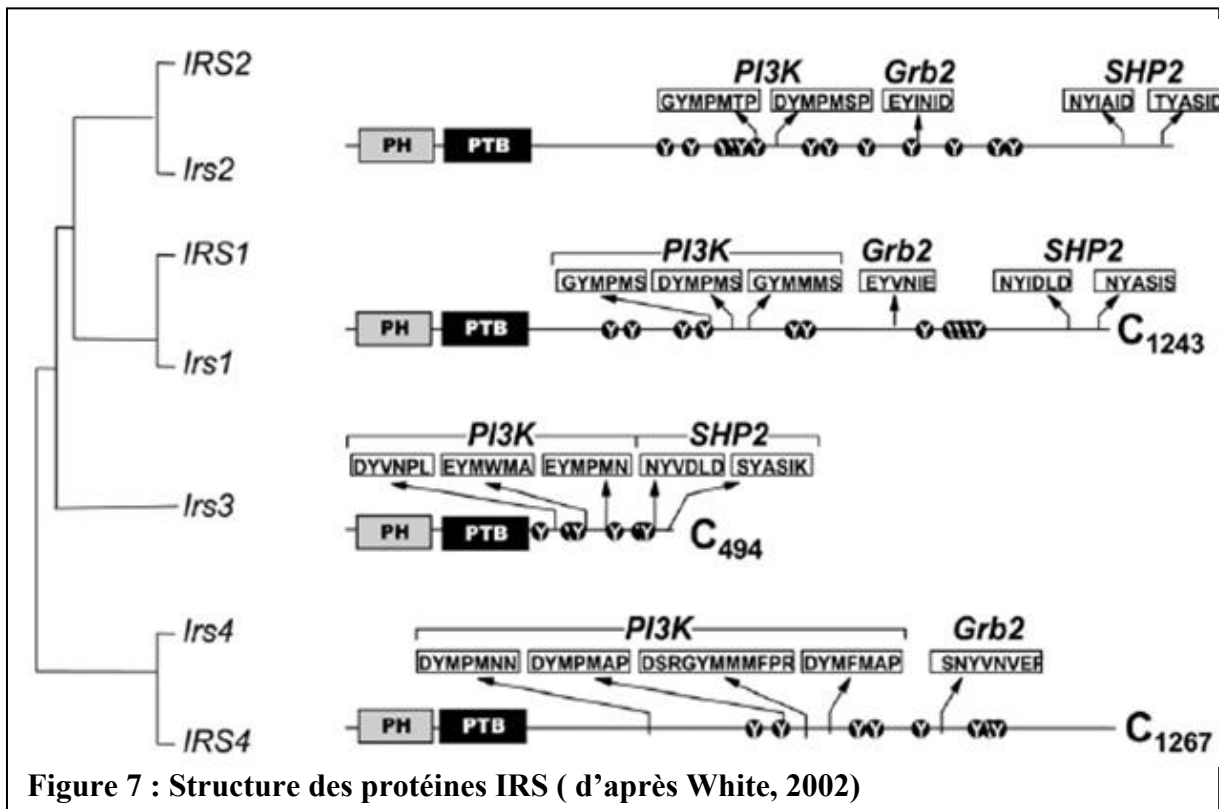 IRS2
PI3K Grb2 SHP2
GYMPMTP DYMPMSP EYINID NYIAID TYASID
PH PTB Y Y Y Y Y Y Y Y Y Y Y Y
Irs2
IRS1
PI3K Grb2 SHP2
GYMPMS DYMPMS GYMMMS EYVNIE NYIDLD NYASIS
PH PTB Y Y Y Y Y Y Y Y C1243
Irs1
PI3K SHP2
DYVNPL EYMWMA EYMPMN NYVDLD SYASIK
Irs3
PH PTB Y Y Y Y C494
Irs4
PI3K Grb2
DYMPMNN DYMPMAP DSRGYMMMFPR DYMFMAP SNYVNVEF
PH PTB Y Y Y Y Y Y Y C1267
IRS4
Figure 7 : Structure des protéines IRS ( d’après White, 2002)